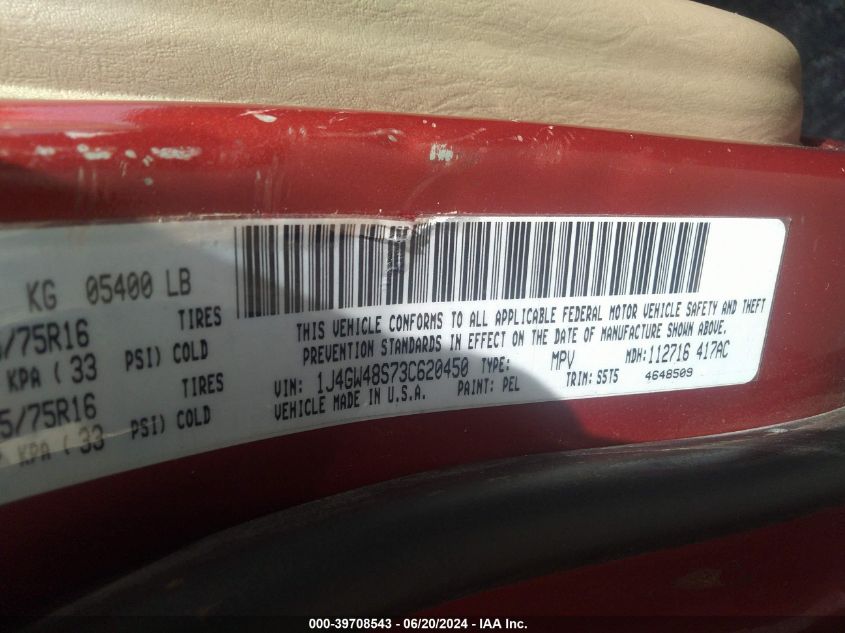 KG 05400 LB
/75R16 TIRES
KPA ( 33 PSI) COLD
5/75R16 TIRES
KPA ( 33 PSI) COLD
THIS VEHICLE CONFORMS TO ALL APPLICABLE FEDERAL MOTOR VEHICLE SAFETY AND THEFT
PREVENTION STANDARDS IN EFFECT ON THE DATE OF MANUFACTURE SHOWN ABOVE.
VIN: 1J4GW48S73C620450 TYPE: MPV MDH: 112716 417AC
VEHICLE MADE IN U.S.A. PAINT: PEL TRIM: S5T5 4648509
000-39708543 - 06/20/2024 - IAA Inc.